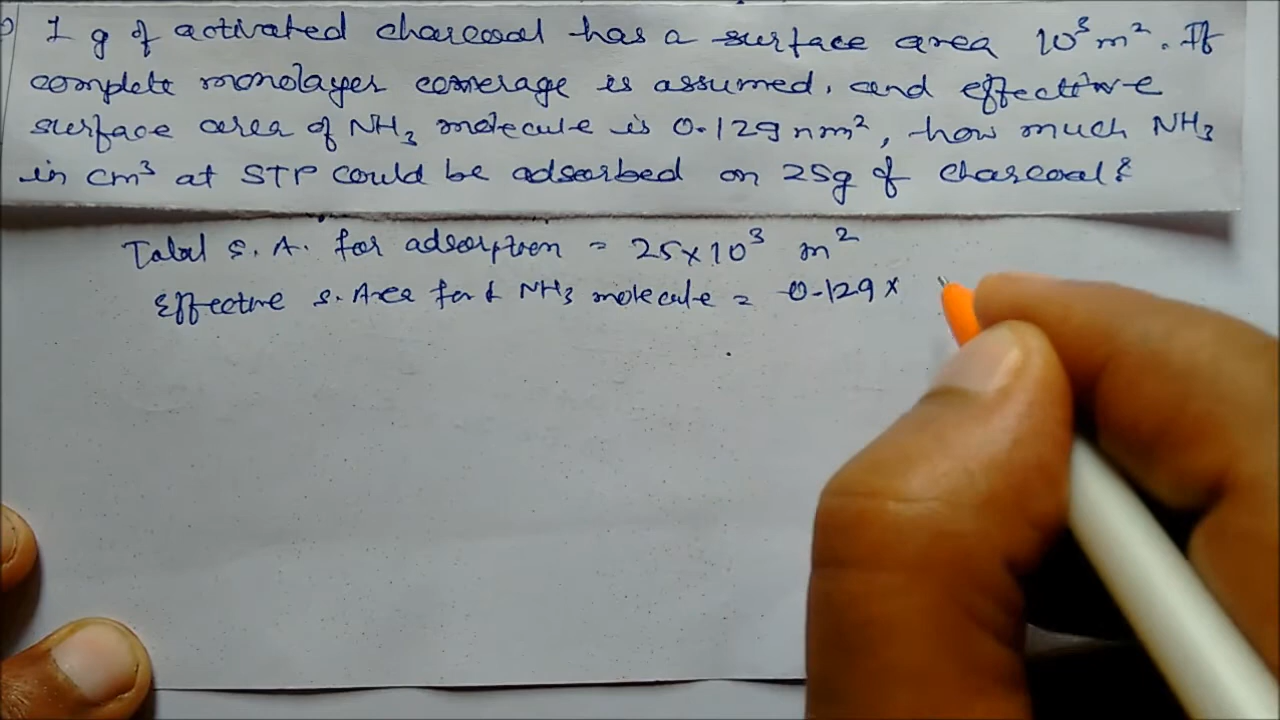 1 g of activated charcoal has a surface area 10³ m². If
complete monolayer coverage is assumed, and effective
surface area of NH₃ molecule is 0.129 nm², how much NH₃
in cm³ at STP could be adsorbed on 25g of charcoal?
Total S.A. for adsorption = 25×10³ m²
Effective S. Area for 1 NH₃ molecule = 0.129×